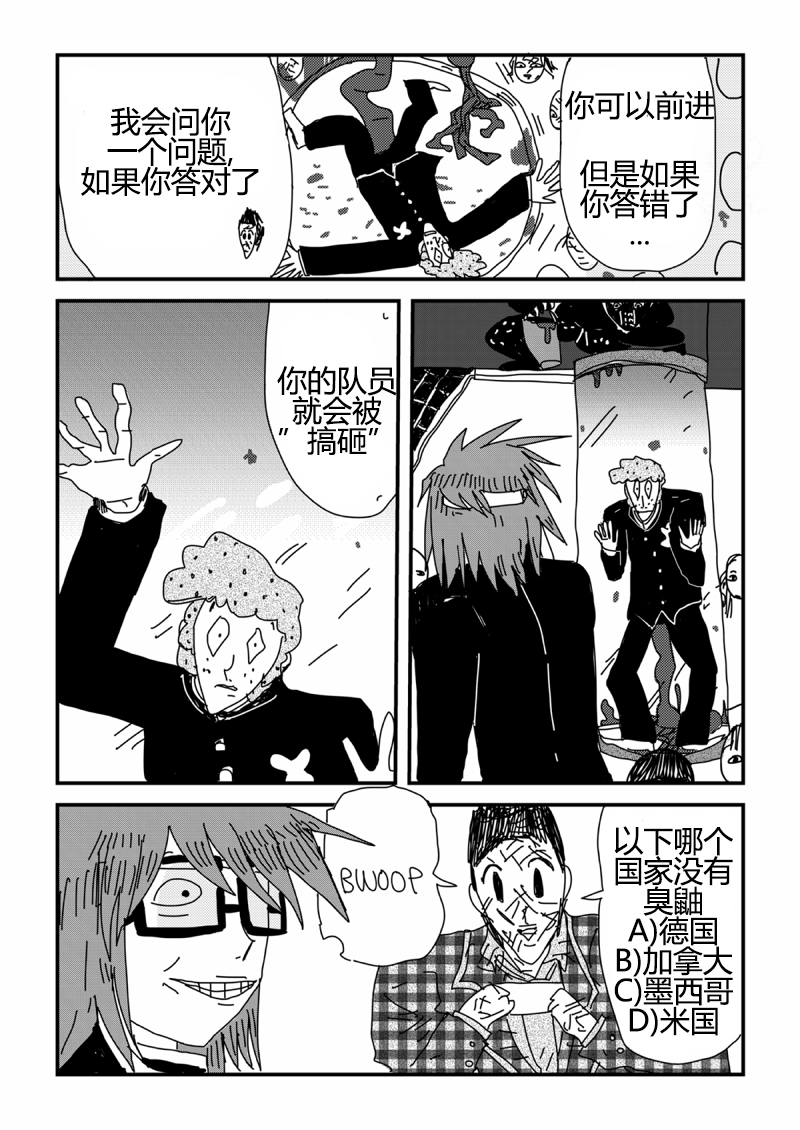 我会问你
一个问题,
如果你答对了
你可以前进
但是如果
你答错了
...
你的队员
就会被
”搞砸”
BWOOP
以下哪个
国家没有
臭鼬
A)德国
B)加拿大
C)墨西哥
D)米国